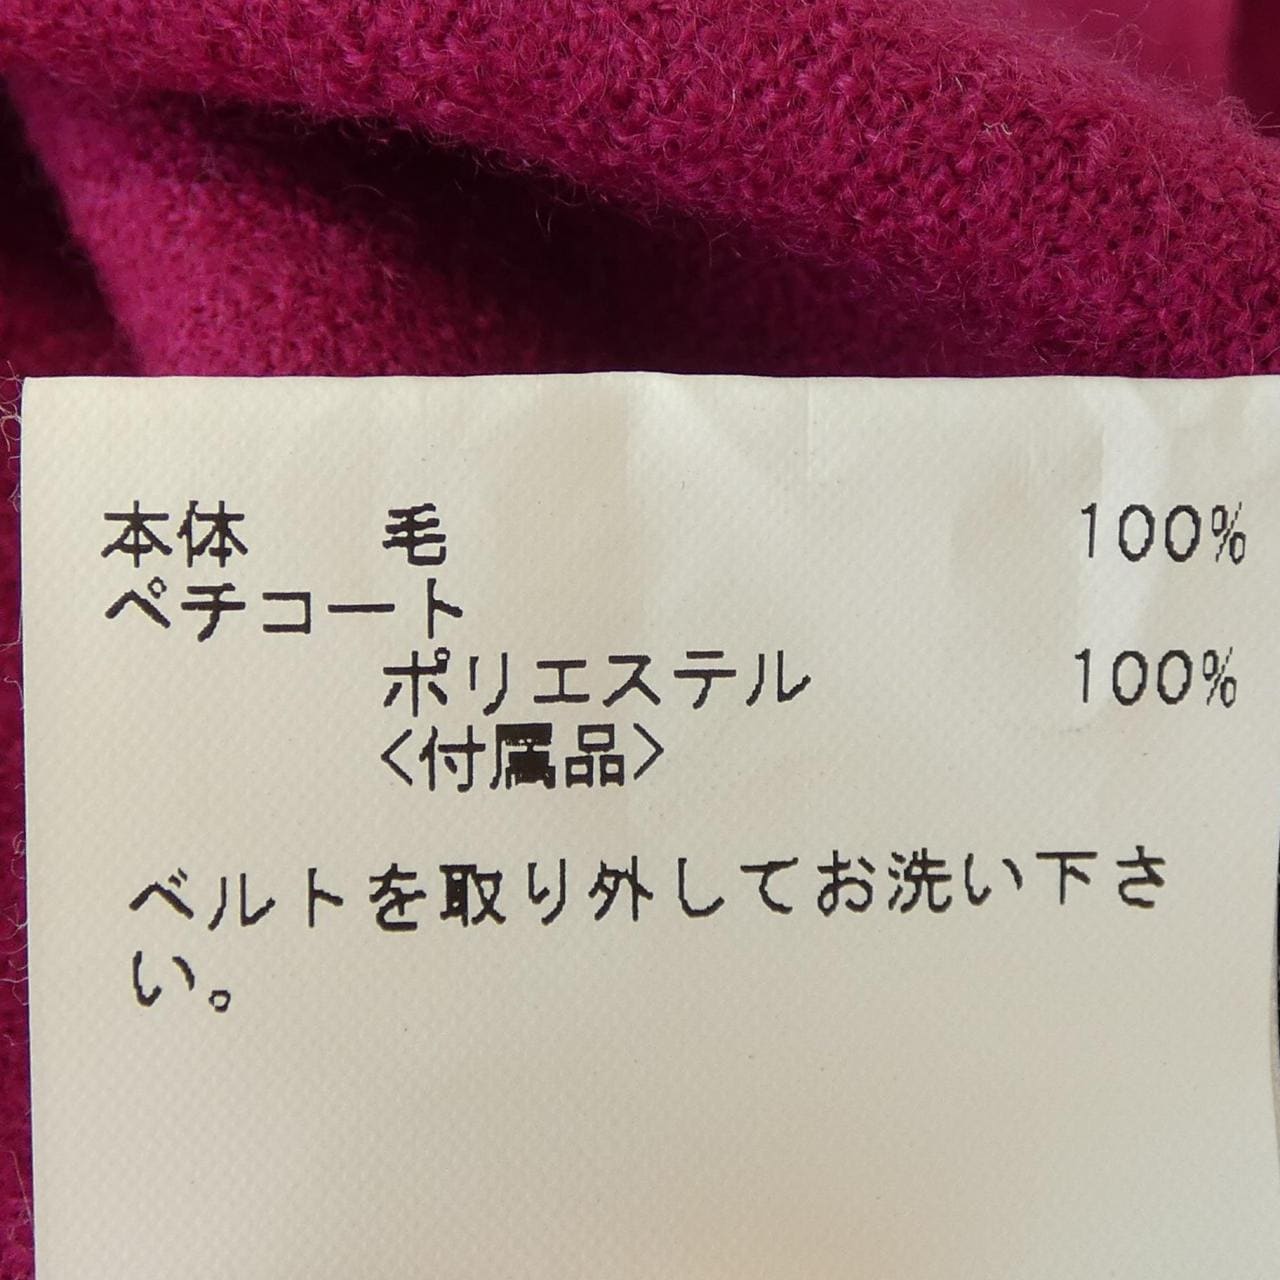 本体 毛 100%
ペチコート
ポリエステル 100%
<付属品>
ベルトを取り外してお洗い下さ
い。